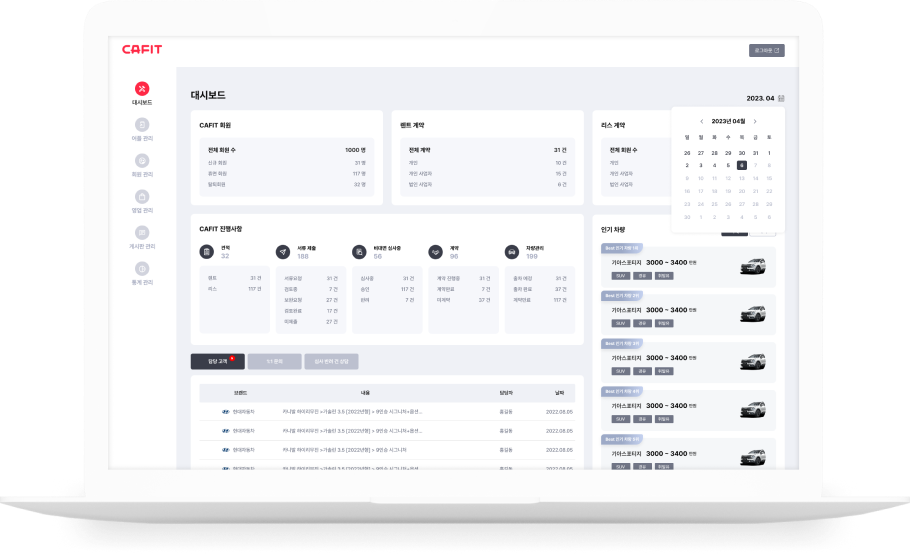 CAFIT
로그아웃
대시보드
2023. 04
대시보드
이용 관리
회원 관리
영업 관리
게시판 관리
통계 관리
CAFIT 회원
전체 회원 수 1000 명
신규 회원 31 명
휴면 회원 117 명
탈퇴회원 32 명
렌트 계약
전체 계약 31 건
개인 10 건
개인 사업자 15 건
법인 사업자 6 건
리스 계약
전체 회원 수
개인
개인 사업자
법인 사업자
2023년 04월
일 월 화 수 목 금 토
26 27 28 29 30 31 1
2 3 4 5 6 7 8
9 10 11 12 13 14 15
16 17 18 19 20 21 22
23 24 25 26 27 28 29
30 1 2 3 4 5 6
CAFIT 진행사항
견적
32
렌트 31 건
리스 117 건
서류 제출
188
서류요청 31 건
검토중 7 건
보완요청 27 건
검토완료 17 건
미제출 27 건
비대면 심사중
56
심사중 31 건
승인 117 건
반려 7 건
계약
96
계약 진행중 31 건
계약완료 7 건
미계약 37 건
차량관리
199
출차 예정 31 건
출차 완료 37 건
계약만료 117 건
인기 차량
Best 인기 차량 1위
기아스포티지 3000 ~ 3400 만원
SUV 경유 패밀리
Best 인기 차량 2위
기아스포티지 3000 ~ 3400 만원
SUV 경유 패밀리
Best 인기 차량 3위
기아스포티지 3000 ~ 3400 만원
SUV 경유 패밀리
Best 인기 차량 4위
기아스포티지 3000 ~ 3400 만원
SUV 경유 패밀리
Best 인기 차량 5위
기아스포티지 3000 ~ 3400 만원
SUV 경유 패밀리
담당 고객
1:1 문의
브랜드 내용 담당자 날짜
현대자동차 카니발 하이리무진 >가솔린 3.5 [2022년형] > 9인승 시그니처>옵션... 홍길동 2022.08.05
현대자동차 카니발 하이리무진 >가솔린 3.5 [2022년형] > 9인승 시그니처>옵션... 홍길동 2022.08.05
현대자동차 카니발 하이리무진 >가솔린 3.5 [2022년형] > 9인승 시그니처 홍길동 2022.08.05
현대자동차 카니발 하이리무진 >가솔린 3.5 [2022년형] > 9인승 시그니처>옵션... 홍길동 2022.08.05